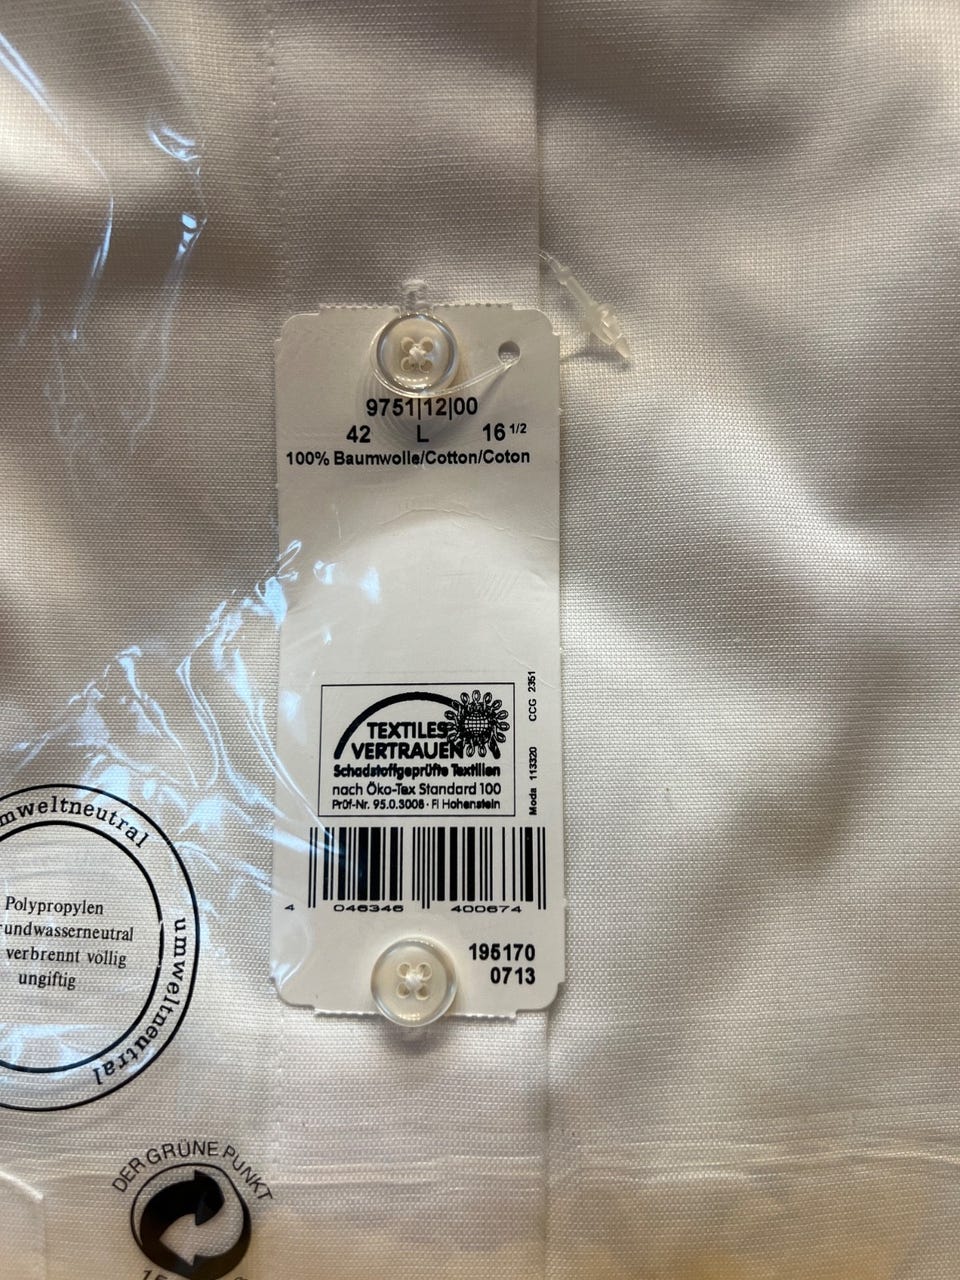 9751|12|00
42 L 16 1/2
100% Baumwolle/Cotton/Coton
TEXTILES
VERTRAUEN
Schadstoffgeprüfte Textilien
nach Öko-Tex Standard 100
Prüf-Nr. 95.0.3008 · FI Hohenstein
Moda 113320 CCG 2351
4 046346 400674
195170
0713
umweltneutral
umweltneutral
Polypropylen
grundwasserneutral
verbrennt völlig
ungiftig
DER GRÜNE PUNKT